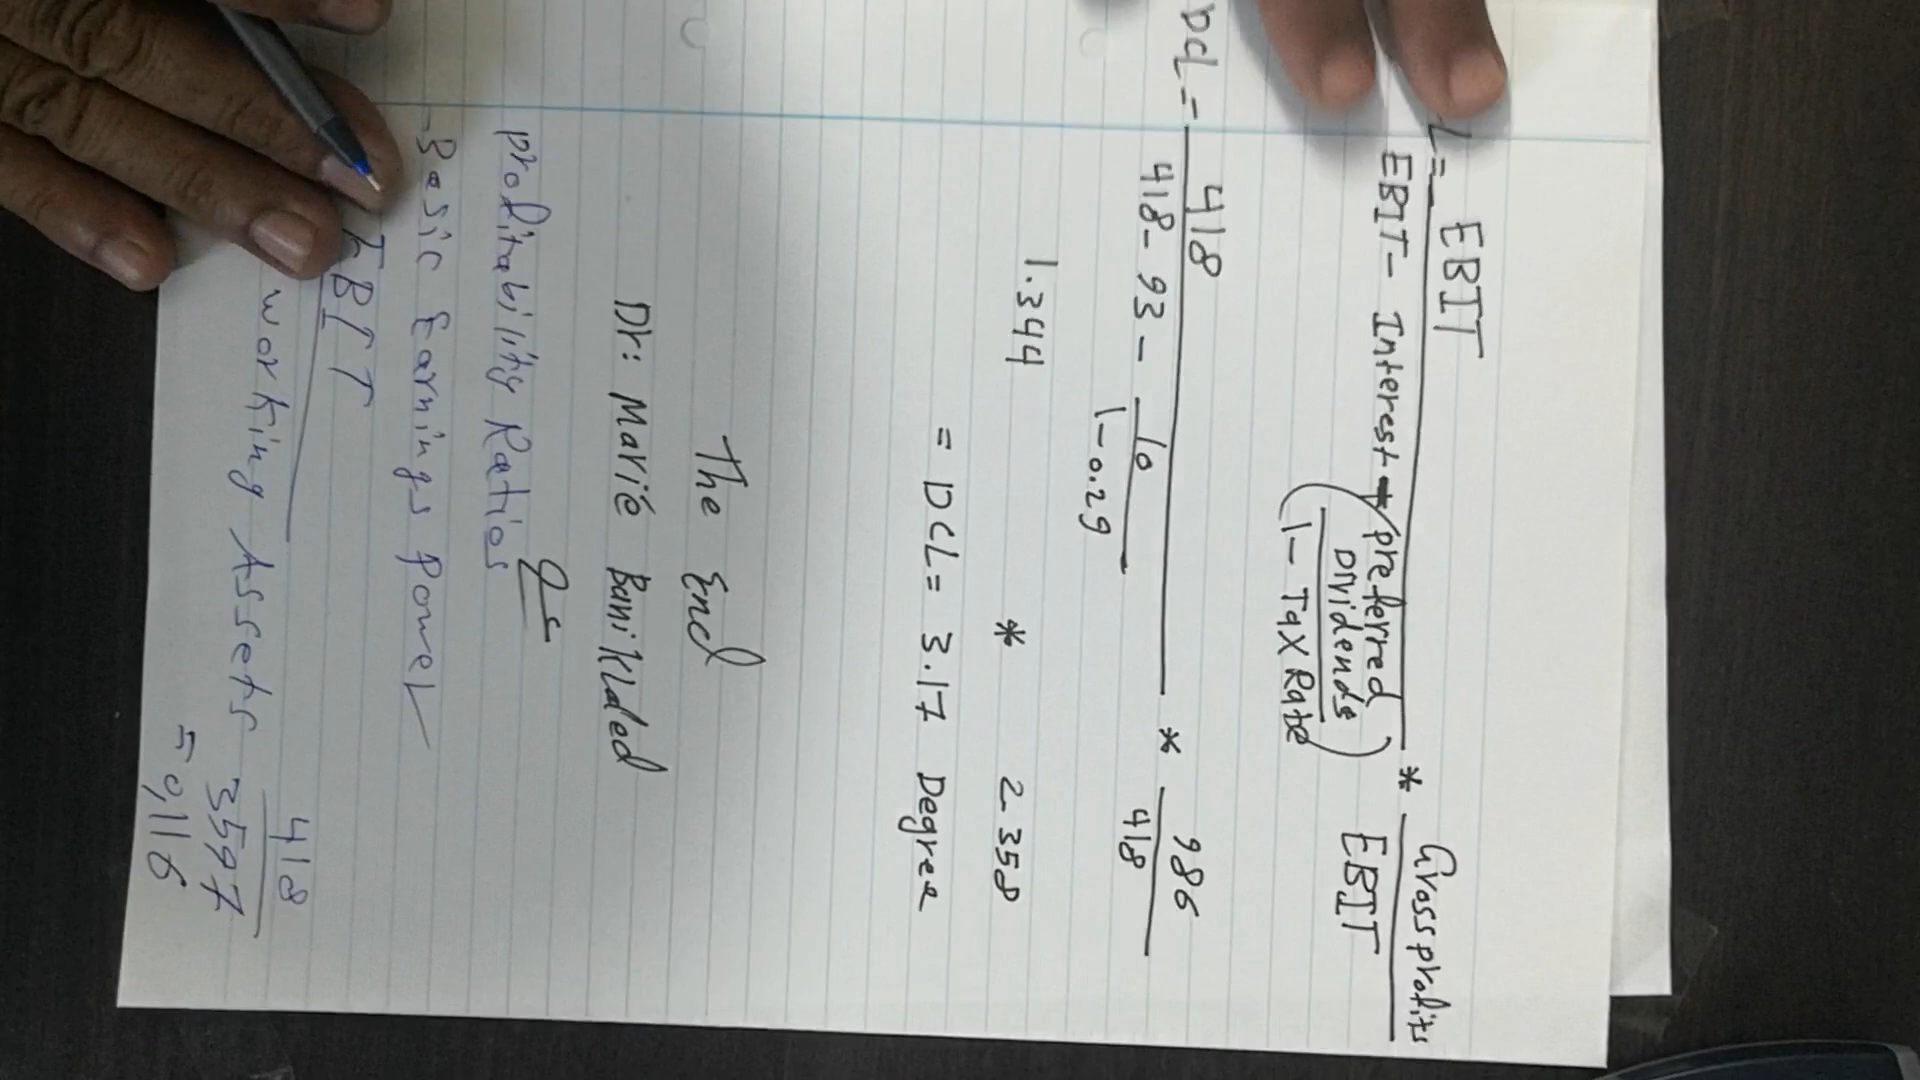 L = EBIT * Gross profits
EBIT - Interest + (preferred Dividends) EBIT
1 - Tax Rate
DCL = 418 * 986
418 - 93 - 10 418
1 - 0.29
1.344 * 2.358
= DCL = 3.17 Degree
The End
Dr: Marie Banikhaled
profitability Ratios
- Basic Earnings Power
EBIT 418
working Assets 3597
= 0,116